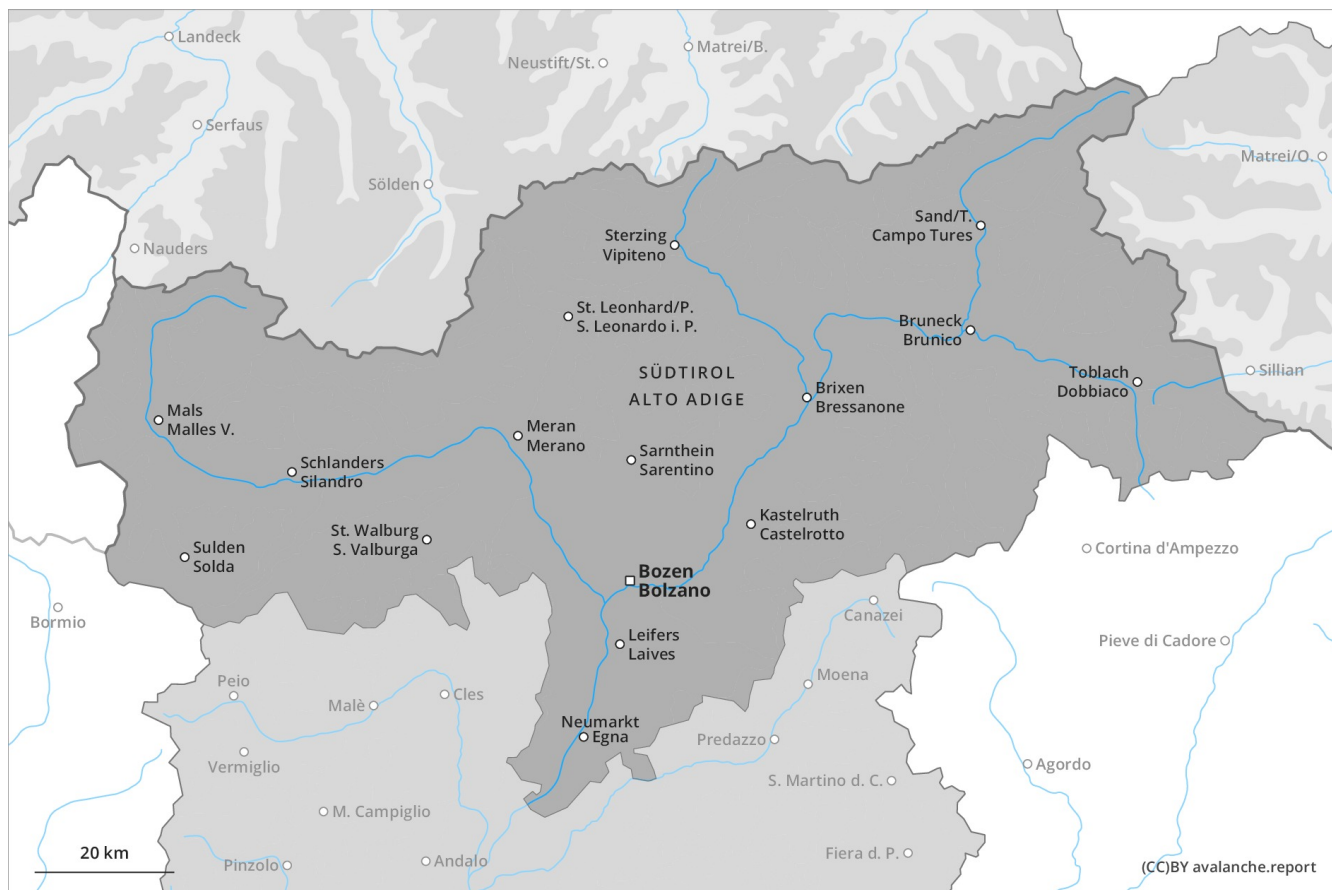 Landeck
Matrei/B.
Neustift/St.
Serfaus
Matrei/O.
Sölden
Sand/T.
Campo Tures
Sterzing
Vipiteno
Nauders
St. Leonhard/P.
S. Leonardo i. P.
Bruneck
Brunico
SÜDTIROL
ALTO ADIGE
Toblach
Dobbiaco
Sillian
Brixen
Bressanone
Mals
Malles V.
Meran
Merano
Sarnthein
Sarentino
Schlanders
Silandro
Kastelruth
Castelrotto
St. Walburg
S. Valburga
Sulden
Solda
Cortina d'Ampezzo
Bozen
Bolzano
Bormio
Canazei
Leifers
Laives
Pieve di Cadore
Moena
Peio
Malè
Cles
Neumarkt
Egna
Predazzo
Vermiglio
Agordo
S. Martino d. C.
M. Campiglio
20 km
Pinzolo
Andalo
Fiera d. P.
(CC)BY avalanche.report